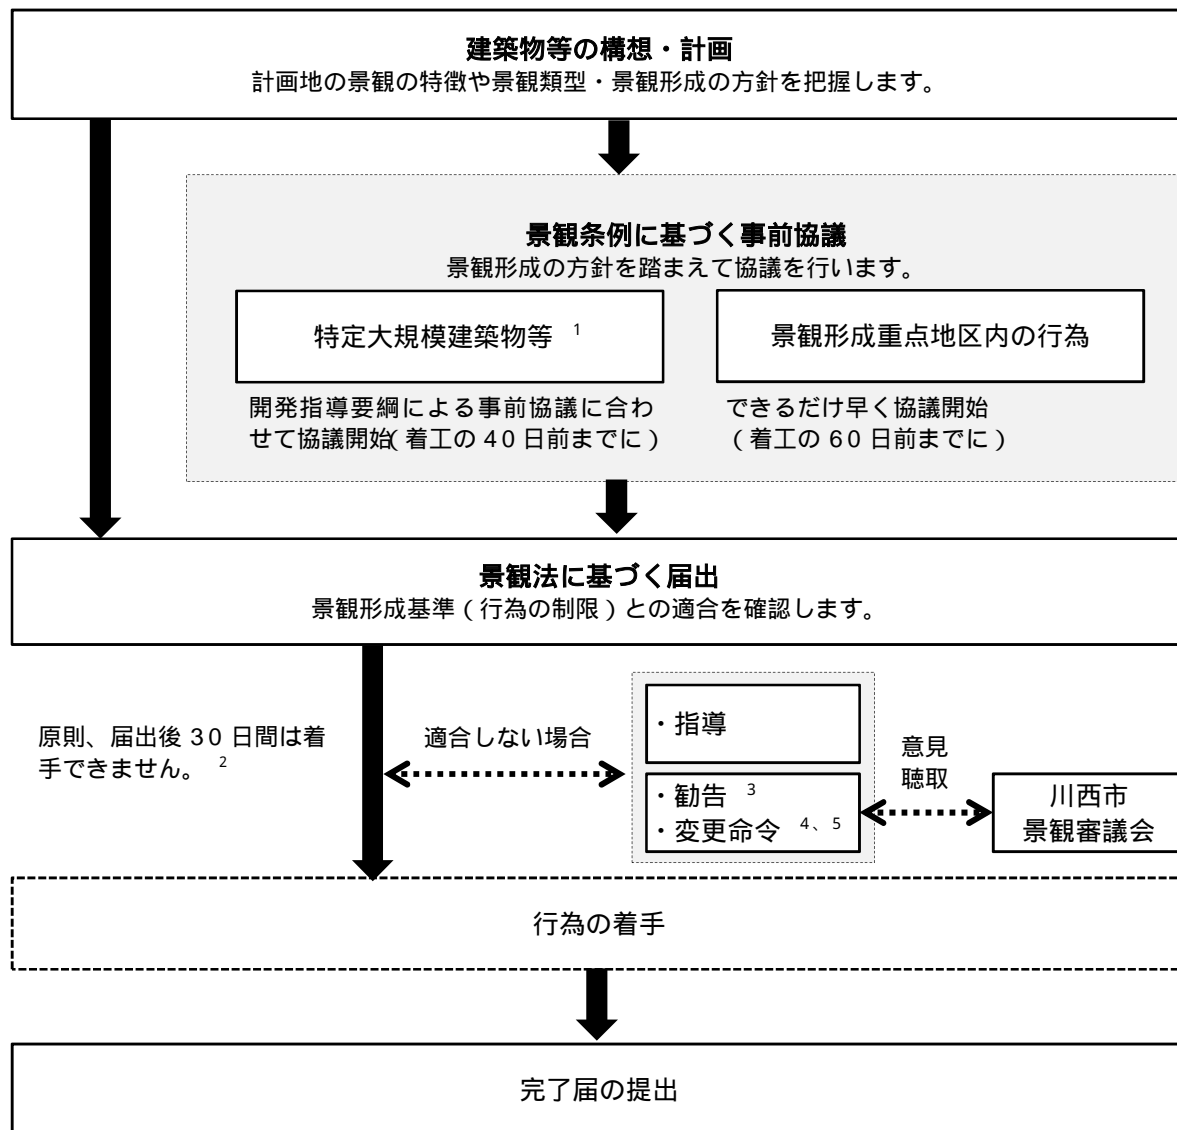 建築物等の構想・計画
計画地の景観の特徴や景観類型・景観形成の方針を把握します。
景観条例に基づく事前協議
景観形成の方針を踏まえて協議を行います。
特定大規模建築物等 1
景観形成重点地区内の行為
開発指導要綱による事前協議に合わ
せて協議開始(着工の 40 日前までに)
できるだけ早く協議開始
(着工の 60 日前までに)
景観法に基づく届出
景観形成基準(行為の制限)との適合を確認します。
原則、届出後 30 日間は着
手できません。 2
適合しない場合
・指導
・勧告 3
・変更命令 4、5
意見
聴取
川西市
景観審議会
行為の着手
完了届の提出